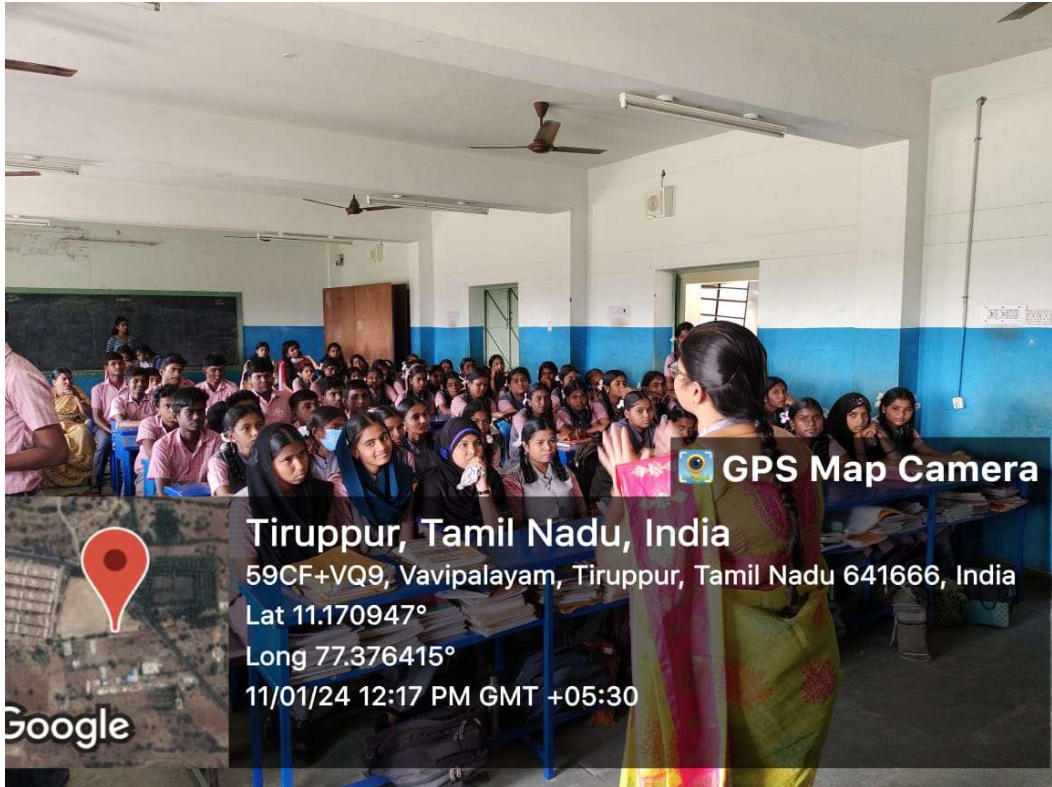 GPS Map Camera
Tiruppur, Tamil Nadu, India
59CF+VQ9, Vavipalayam, Tiruppur, Tamil Nadu 641666, India
Lat 11.170947°
Long 77.376415°
11/01/24 12:17 PM GMT +05:30
Google